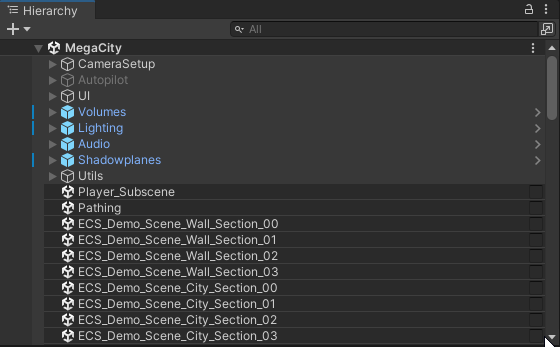 Hierarchy
All
MegaCity
CameraSetup
Autopilot
UI
Volumes
Lighting
Audio
Shadowplanes
Utils
Player_Subscene
Pathing
ECS_Demo_Scene_Wall_Section_00
ECS_Demo_Scene_Wall_Section_01
ECS_Demo_Scene_Wall_Section_02
ECS_Demo_Scene_Wall_Section_03
ECS_Demo_Scene_City_Section_00
ECS_Demo_Scene_City_Section_01
ECS_Demo_Scene_City_Section_02
ECS_Demo_Scene_City_Section_03